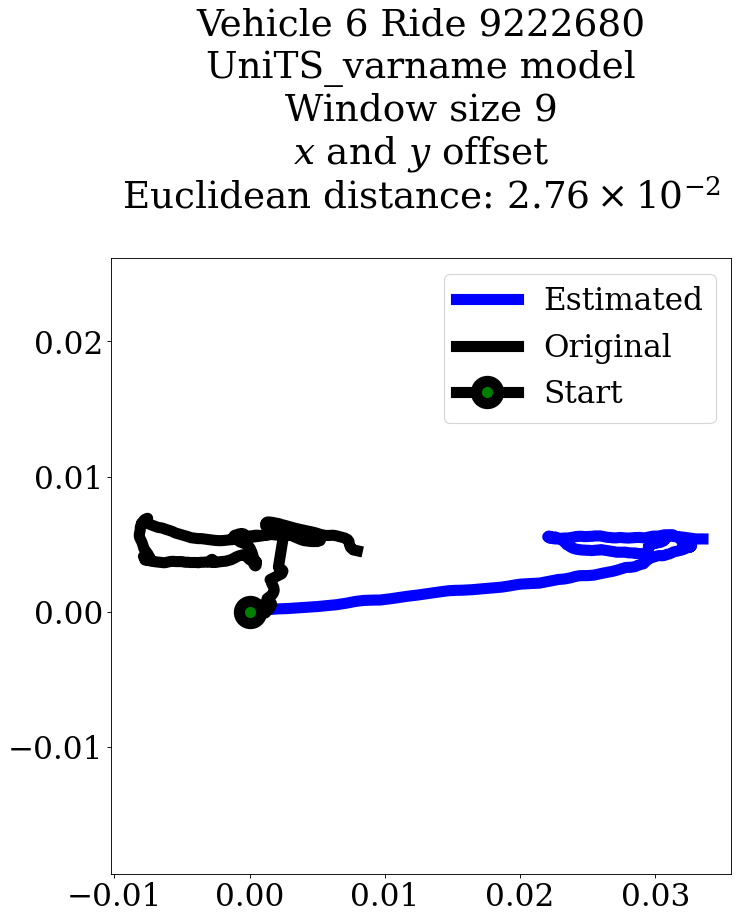 Vehicle 6 Ride 9222680
UniTS_varname model
Window size 9
x and y offset
Euclidean distance: 2.76 × 10⁻²
Estimated
Original
Start
0.02
0.01
0.00
−0.01
−0.01 0.00 0.01 0.02 0.03